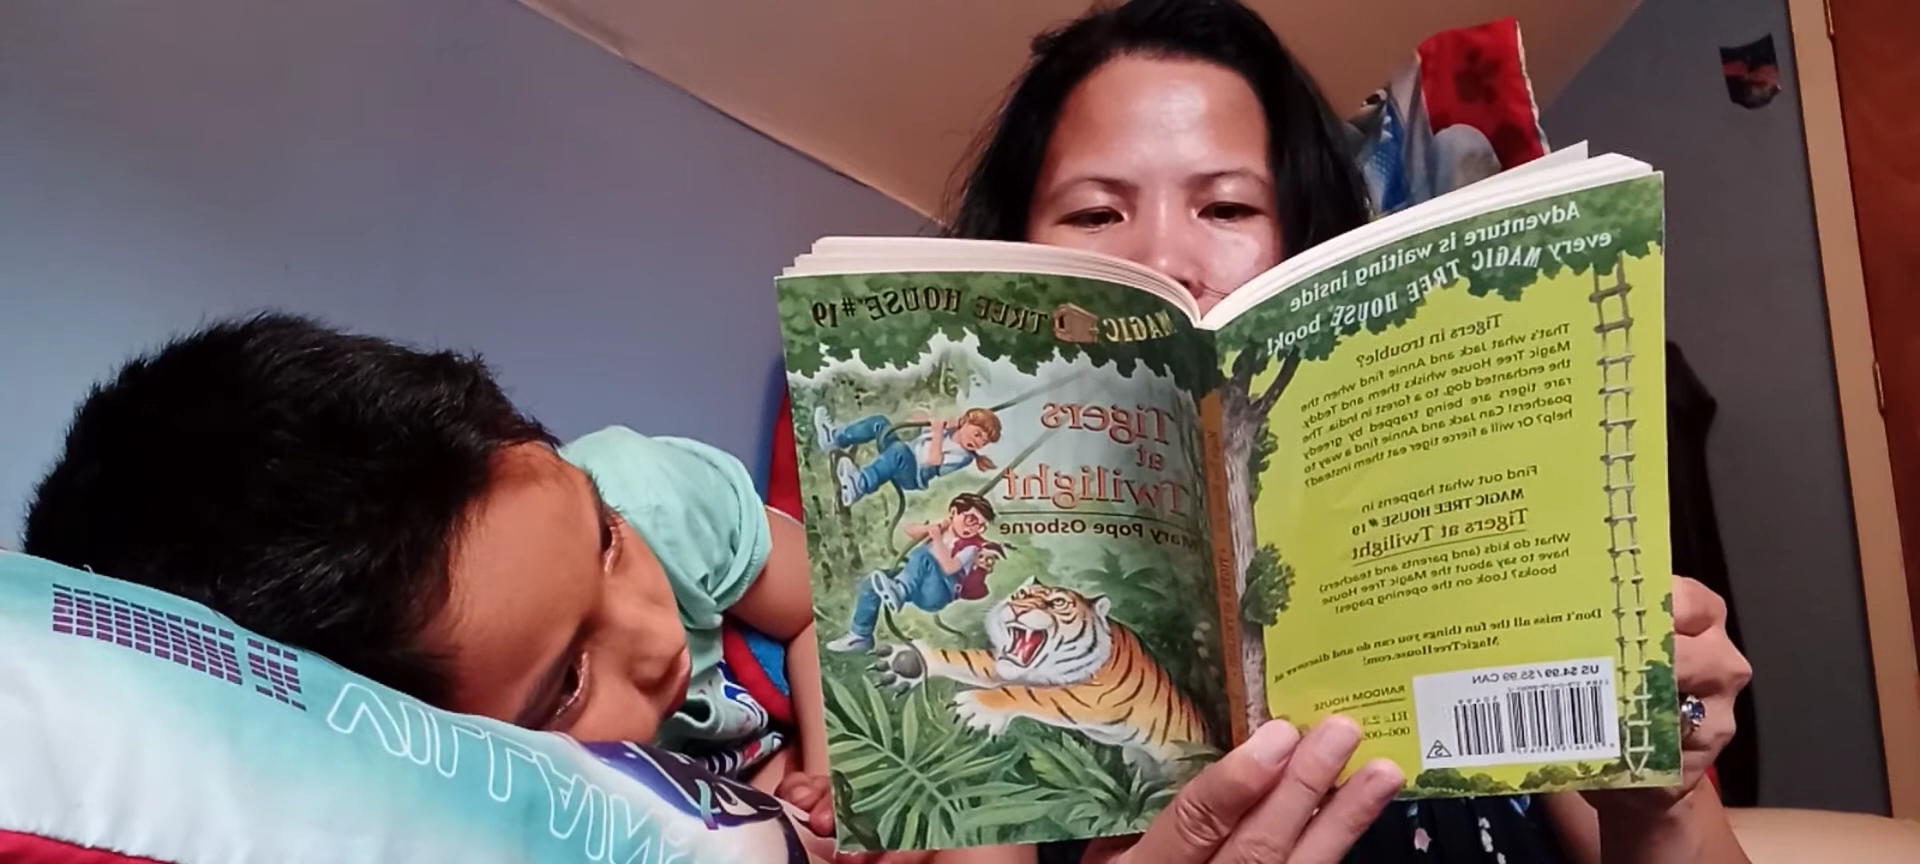 MAGIC TREE HOUSE® #19
Tigers
at
Twilight
Mary Pope Osborne
Adventure is waiting inside
every MAGIC TREE HOUSE book!
Tigers in trouble?
That's what Jack and Annie find when the
Magic Tree House whisks them and Teddy,
the enchanted dog, to a forest in India. The
rare tigers are being trapped by greedy
poachers! Can Jack and Annie find a way to
help? Or will a fierce tiger eat them instead?
Find out what happens in
MAGIC TREE HOUSE #19
Tigers at Twilight
What do kids (and parents and teachers)
have to say about the Magic Tree House
books? Look on the opening pages!
Don't miss all the fun things you can do and discover at
MagicTreeHouse.com!
RANDOM HOUSE
US $4.99 / $5.99 CAN
50499